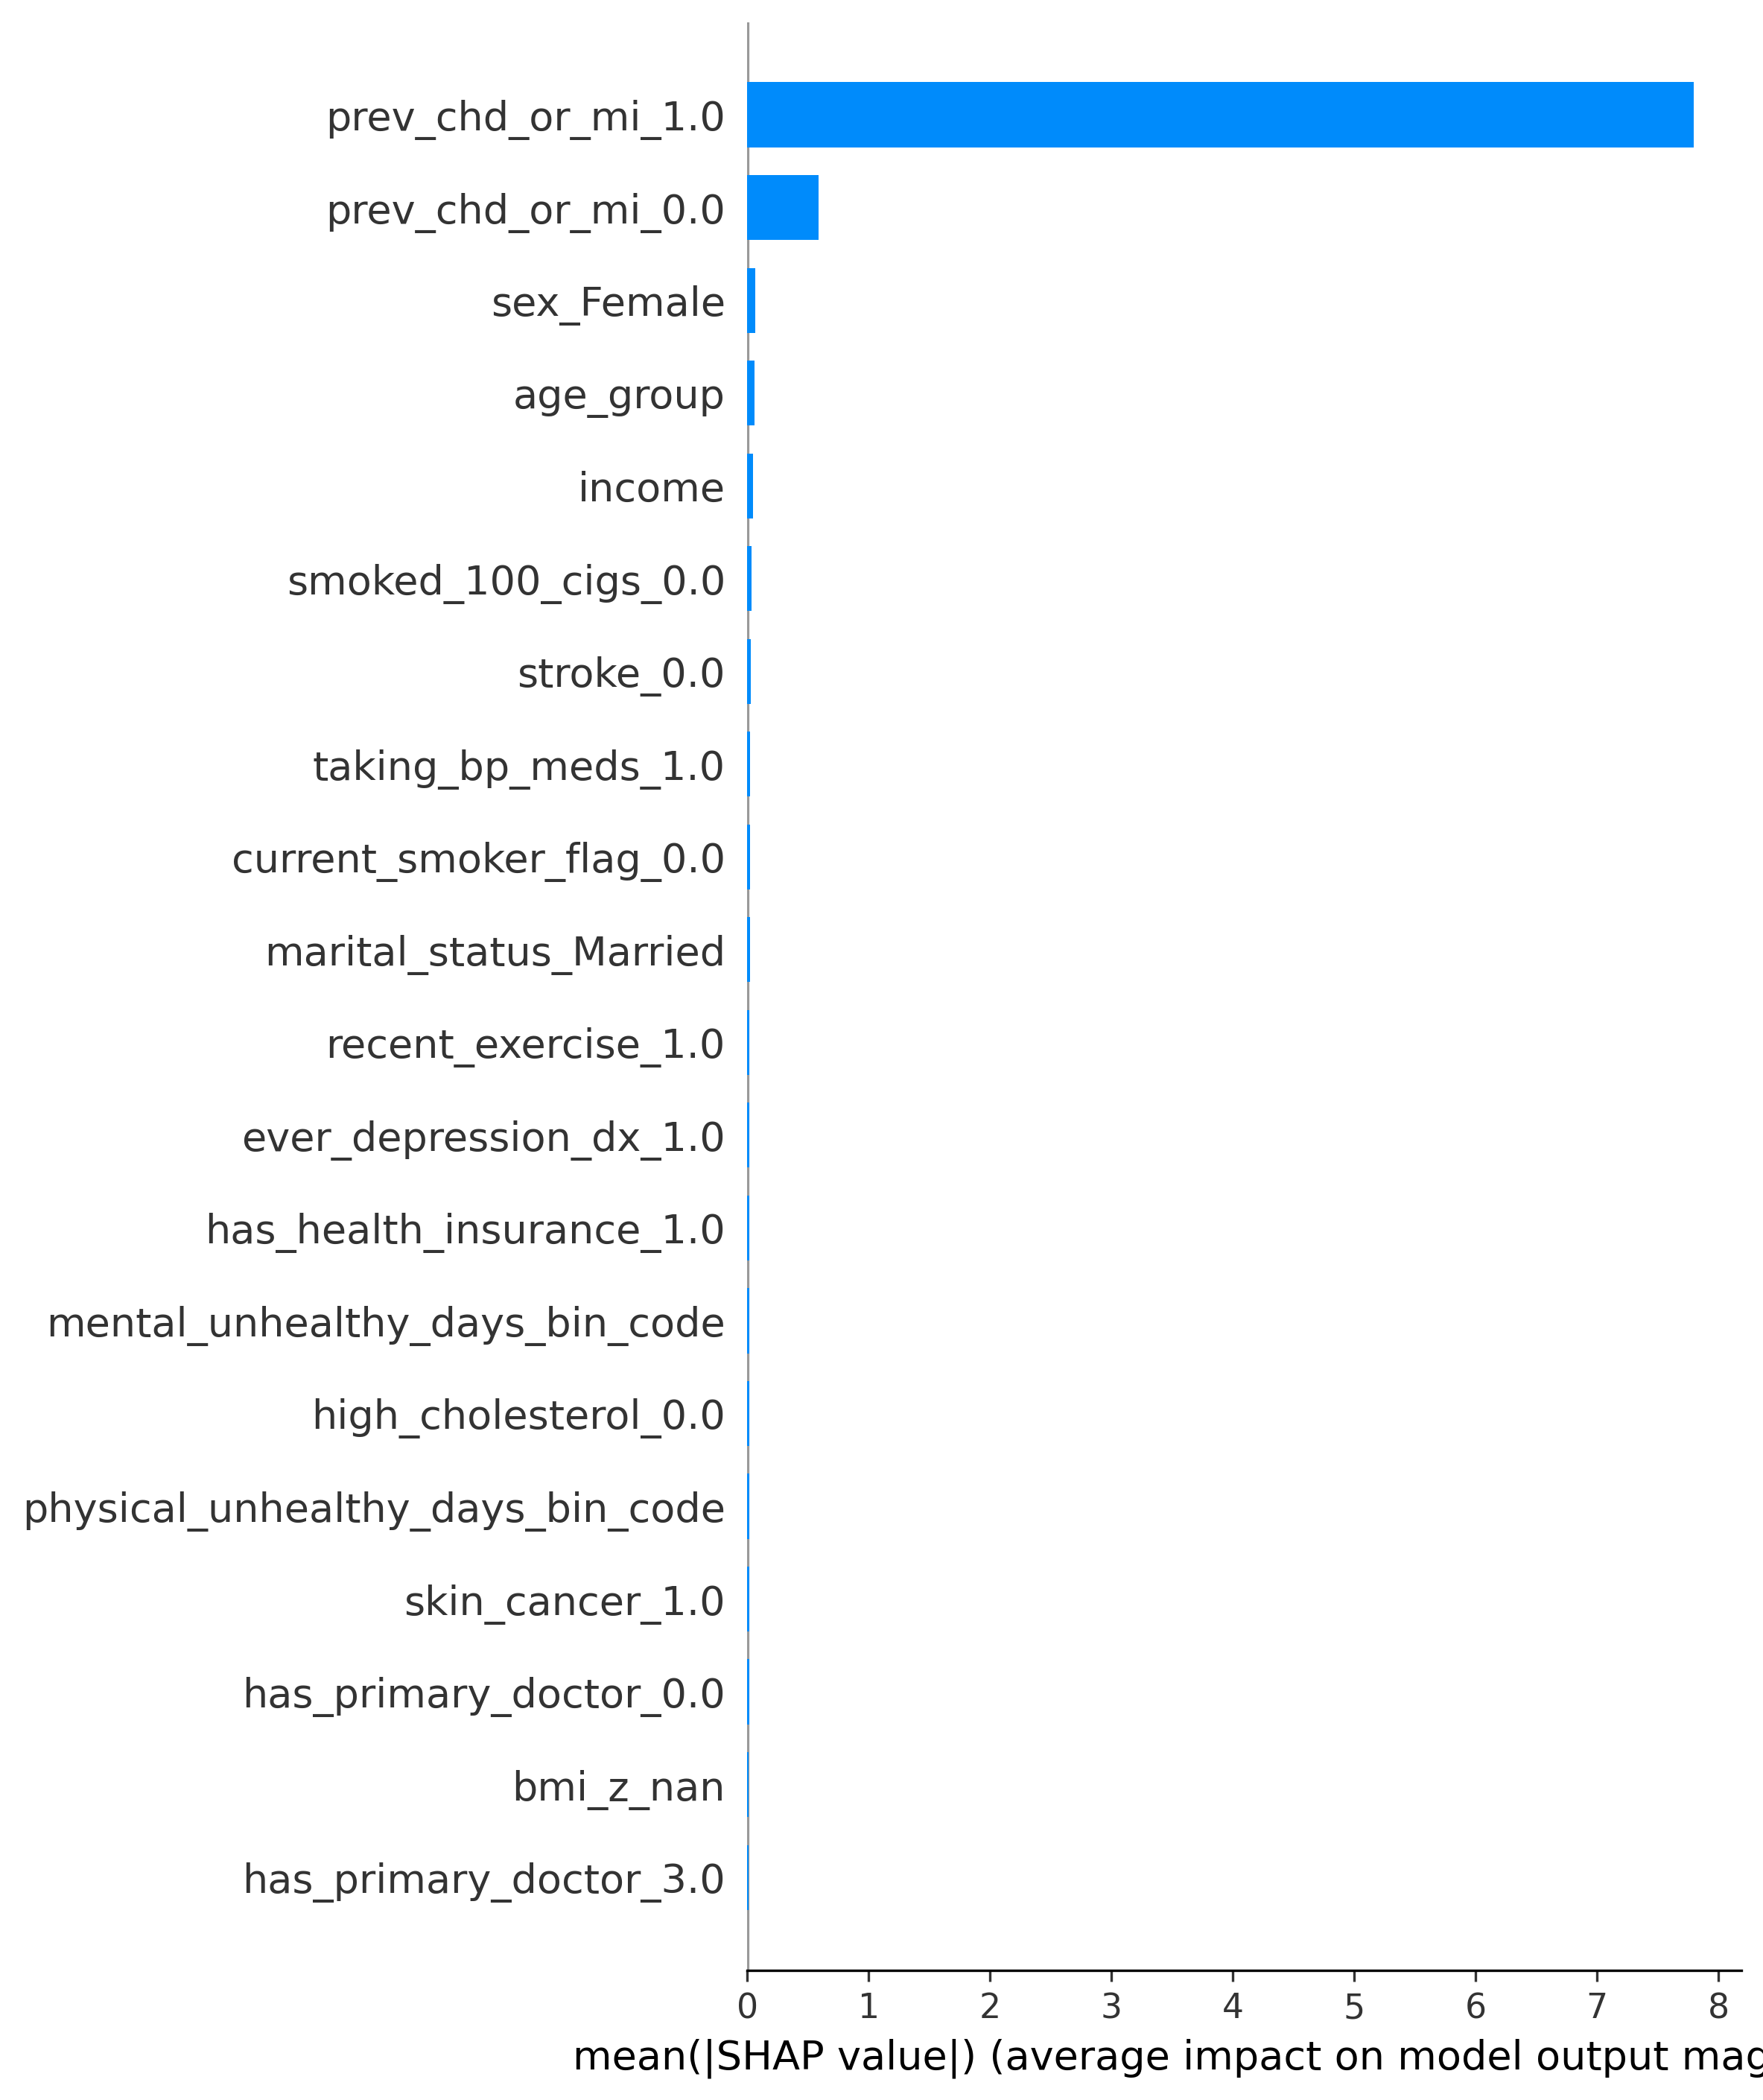 prev_chd_or_mi_1.0
prev_chd_or_mi_0.0
sex_Female
age_group
income
smoked_100_cigs_0.0
stroke_0.0
taking_bp_meds_1.0
current_smoker_flag_0.0
marital_status_Married
recent_exercise_1.0
ever_depression_dx_1.0
has_health_insurance_1.0
mental_unhealthy_days_bin_code
high_cholesterol_0.0
physical_unhealthy_days_bin_code
skin_cancer_1.0
has_primary_doctor_0.0
bmi_z_nan
has_primary_doctor_3.0
0 1 2 3 4 5 6 7 8
mean(|SHAP value|) (average impact on model output mag